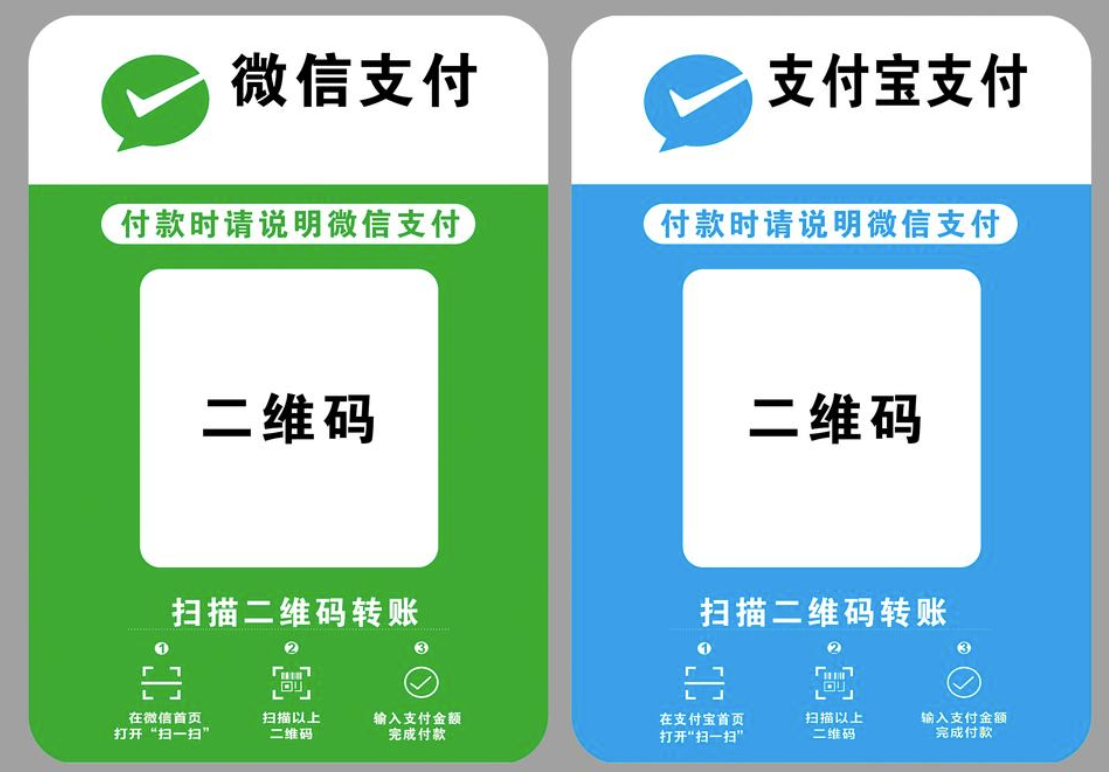 微信支付
付款时请说明微信支付
二维码
扫描二维码转账
1
2
3
在微信首页
打开“扫一扫”
扫描以上
二维码
输入支付金额
完成付款
支付宝支付
付款时请说明微信支付
二维码
扫描二维码转账
1
2
3
在支付宝首页
打开“扫一扫”
扫描以上
二维码
输入支付金额
完成付款